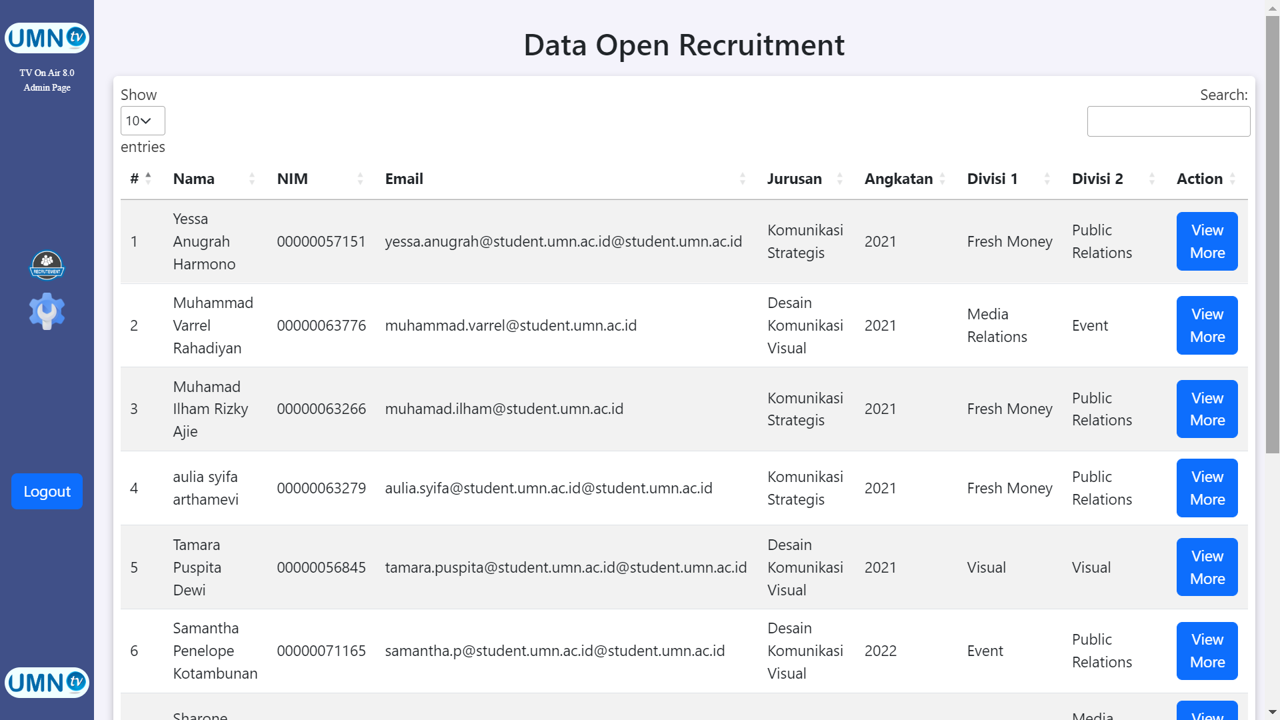 UMN tv
TV On Air 8.0
Admin Page
RECRUITEMENT
Logout
UMN tv
Data Open Recruitment
Show
10
entries
Search:
# Nama NIM Email Jurusan Angkatan Divisi 1 Divisi 2 Action
1 Yessa Anugrah Harmono 00000057151 yessa.anugrah@student.umn.ac.id@student.umn.ac.id Komunikasi Strategis 2021 Fresh Money Public Relations View More
2 Muhammad Varrel Rahadiyan 00000063776 muhammad.varrel@student.umn.ac.id Desain Komunikasi Visual 2021 Media Relations Event View More
3 Muhamad Ilham Rizky Ajie 00000063266 muhamad.ilham@student.umn.ac.id Komunikasi Strategis 2021 Fresh Money Public Relations View More
4 aulia syifa arthamevi 00000063279 aulia.syifa@student.umn.ac.id@student.umn.ac.id Komunikasi Strategis 2021 Fresh Money Public Relations View More
5 Tamara Puspita Dewi 00000056845 tamara.puspita@student.umn.ac.id@student.umn.ac.id Desain Komunikasi Visual 2021 Visual Visual View More
6 Samantha Penelope Kotambunan 00000071165 samantha.p@student.umn.ac.id@student.umn.ac.id Desain Komunikasi Visual 2022 Event Public Relations View More
Sharone Media View